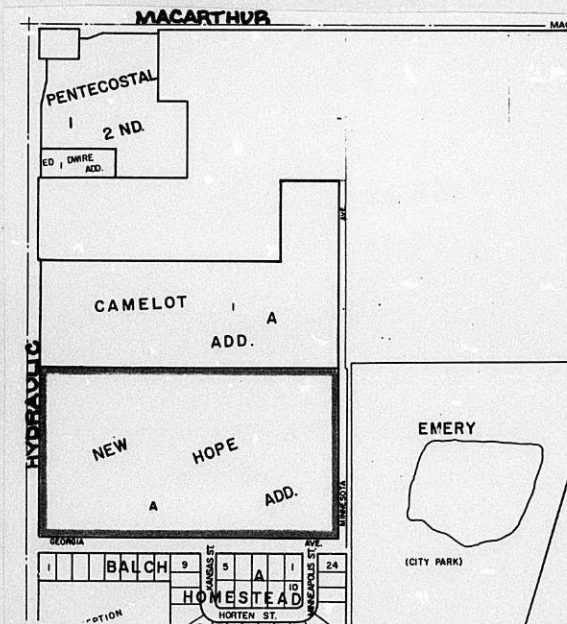 MACARTHUR
MAC
PENTECOSTAL
1
2 ND.
ED DWIRE
1 ADD.
AVE.
CAMELOT 1
A
ADD.
HYDRAULIC
NEW HOPE
A ADD.
MINNESOTA
EMERY
(CITY PARK)
GEORGIA AVE.
1 BALCH 9
KANSAS ST.
5 A 1
10
MINNEAPOLIS ST.
24
HOMESTEAD
HORTEN ST.